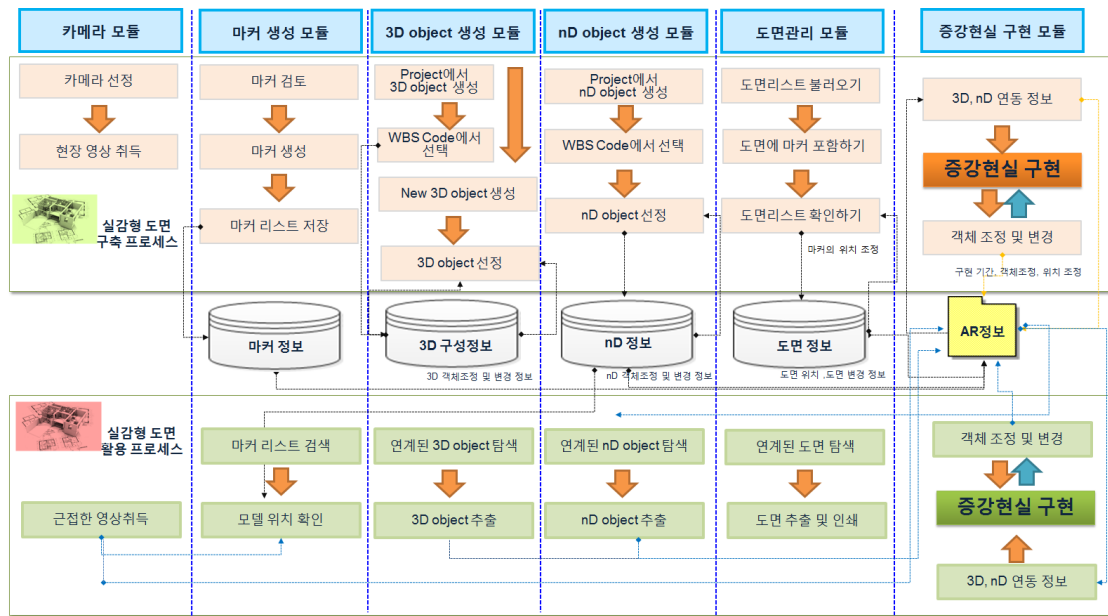 카메라 모듈
마커 생성 모듈
3D object 생성 모듈
nD object 생성 모듈
도면관리 모듈
증강현실 구현 모듈
카메라 선정
현장 영상 취득
실감형 도면
구축 프로세스
마커 검토
마커 생성
마커 리스트 저장
Project에서
3D object 생성
WBS Code에서
선택
New 3D object 생성
3D object 선정
Project에서
nD object 생성
WBS Code에서 선택
nD object 선정
도면리스트 불러오기
도면에 마커 포함하기
도면리스트 확인하기
마커의 위치 조정
3D, nD 연동 정보
증강현실 구현
객체 조정 및 변경
구현 기간, 객체조정, 위치 조정
마커 정보
3D 구성정보
nD 정보
도면 정보
AR정보
3D 객체조정 및 변경 정보
nD 객체조정 및 변경 정보
도면 위치 ,도면 변경 정보
실감형 도면
활용 프로세스
근접한 영상취득
마커 리스트 검색
모델 위치 확인
연계된 3D object 탐색
3D object 추출
연계된 nD object 탐색
nD object 추출
연계된 도면 탐색
도면 추출 및 인쇄
객체 조정 및 변경
증강현실 구현
3D, nD 연동 정보